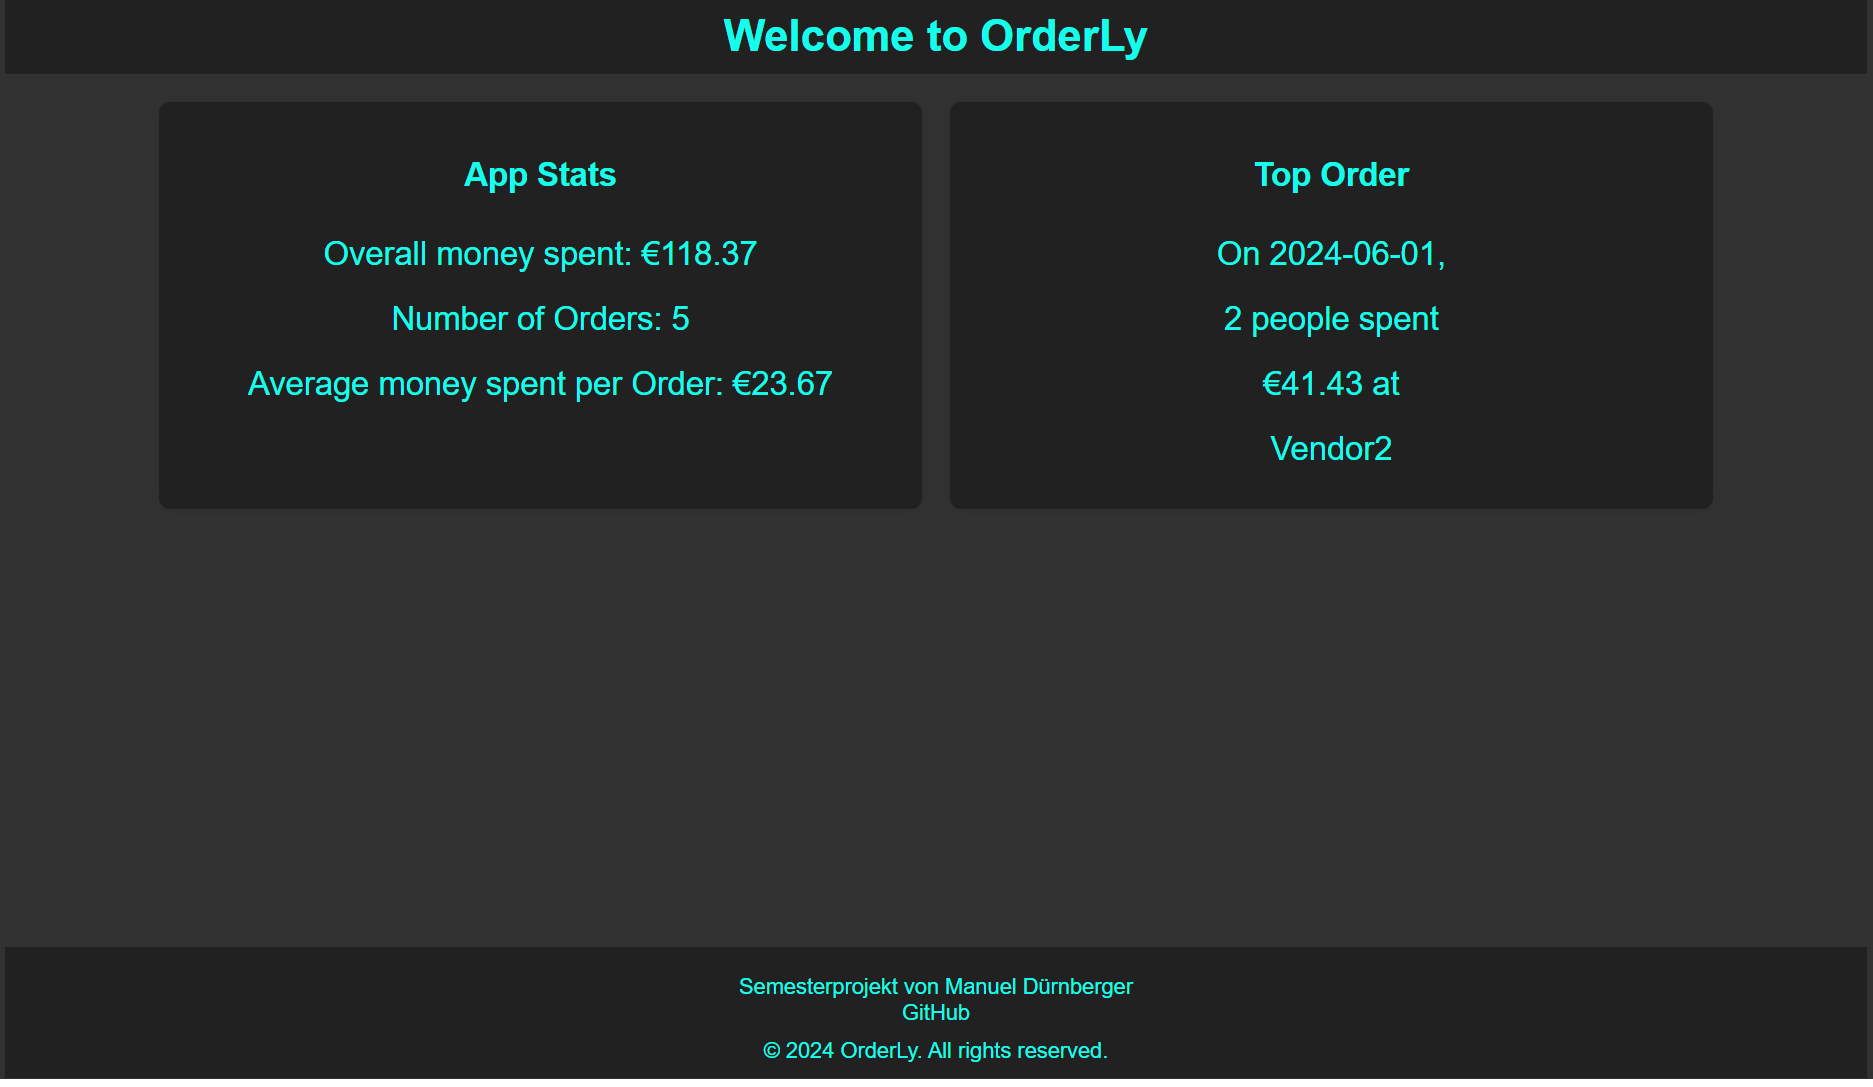 Welcome to OrderLy
App Stats
Overall money spent: €118.37
Number of Orders: 5
Average money spent per Order: €23.67
Top Order
On 2024-06-01,
2 people spent
€41.43 at
Vendor2
Semesterprojekt von Manuel Dürnberger
GitHub
© 2024 OrderLy. All rights reserved.